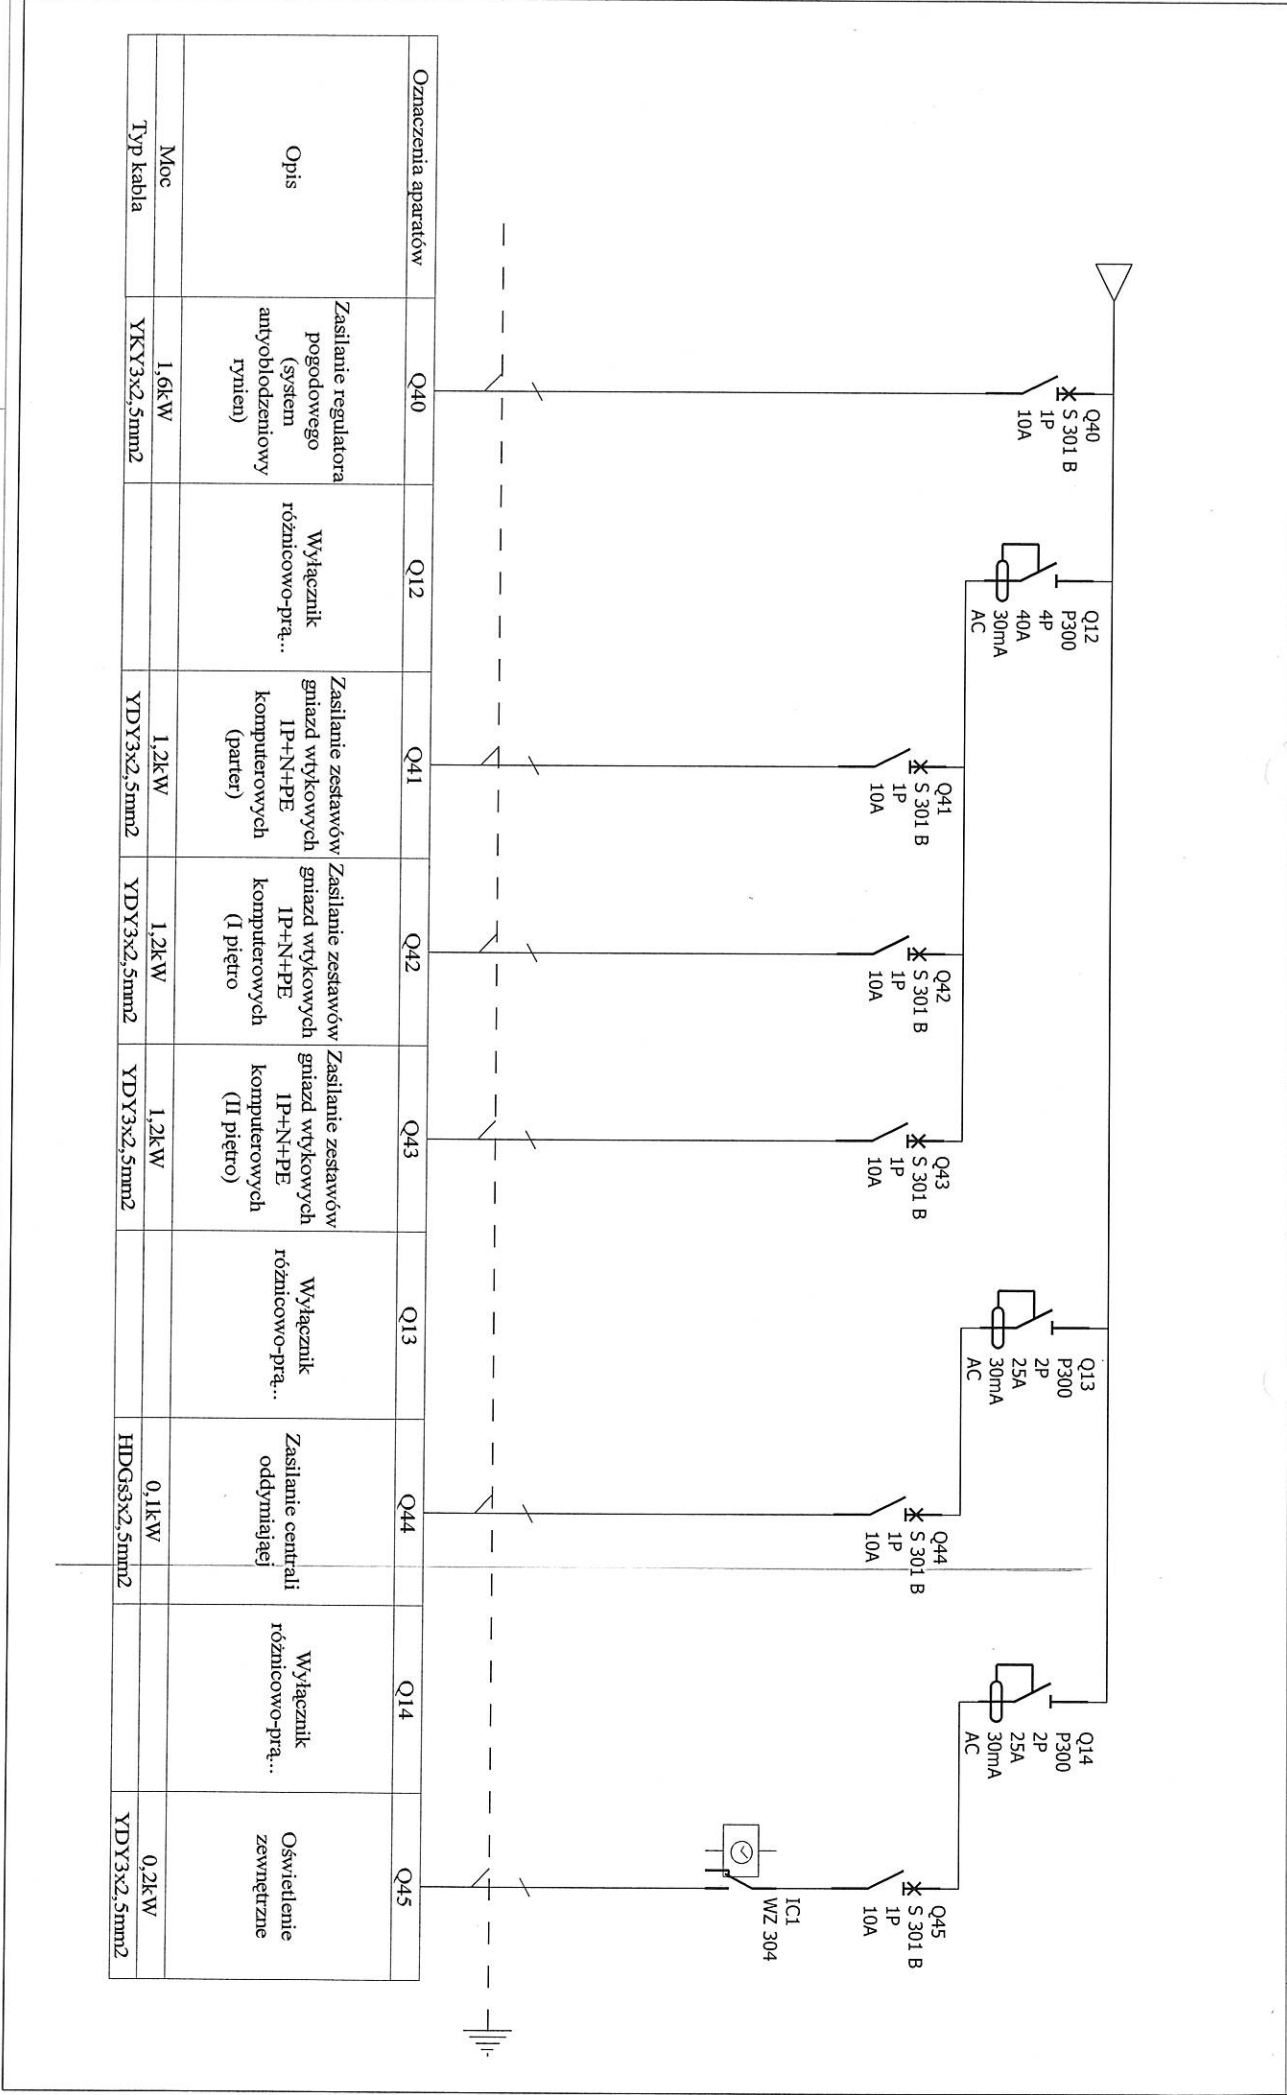 Q40
S 301 B
1P
10A
Q12
P300
4P
40A
30mA
AC
Q41
S 301 B
1P
10A
Q42
S 301 B
1P
10A
Q43
S 301 B
1P
10A
Q13
P300
2P
25A
30mA
AC
Q44
S 301 B
1P
10A
Q14
P300
2P
25A
30mA
AC
Q45
S 301 B
1P
10A
IC1
WZ 304
Oznaczenia aparatów
Q40
Q12
Q41
Q42
Q43
Q13
Q44
Q14
Q45
Opis
Zasilanie regulatora
pogodowego
(system
antyoblodzeniowy
rynien)
Wyłącznik
różnicowo-prą...
Zasilanie zestawów
gniazd wtykowych
1P+N+PE
komputerowych
(parter)
Zasilanie zestawów
gniazd wtykowych
1P+N+PE
komputerowych
(I piętro
Zasilanie zestawów
gniazd wtykowych
1P+N+PE
komputerowych
(II piętro)
Wyłącznik
różnicowo-prą...
Zasilanie centrali
oddymiającej
Wyłącznik
różnicowo-prą...
Oświetlenie
zewnętrzne
Moc
1,6kW
1,2kW
1,2kW
1,2kW
0,1kW
0,2kW
Typ kabla
YKY3x2,5mm2
YDY3x2,5mm2
YDY3x2,5mm2
YDY3x2,5mm2
HDGs3x2,5mm2
YDY3x2,5mm2